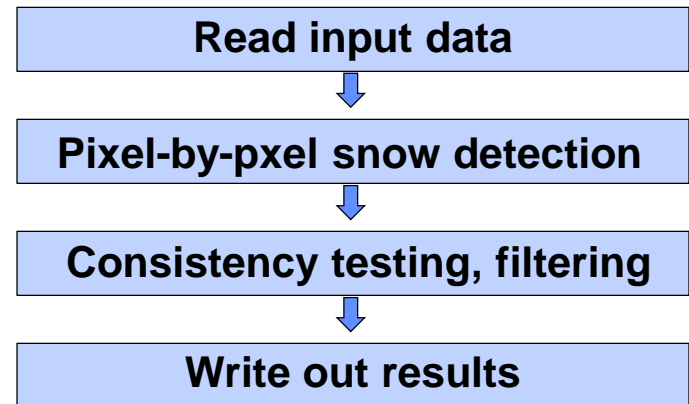 Read input data
Pixel-by-pxel snow detection
Consistency testing, filtering
Write out results